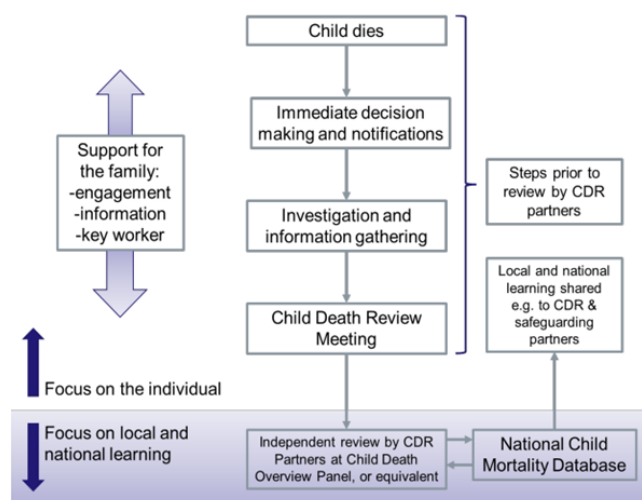 Child dies
Immediate decision
making and notifications
Support for
the family:
-engagement
-information
-key worker
Steps prior to
review by CDR
partners
Investigation and
information gathering
Local and national
learning shared
e.g. to CDR &
safeguarding
partners
Child Death Review
Meeting
Focus on the individual
Focus on local and
national learning
Independent review by CDR
Partners at Child Death
Overview Panel, or equivalent
National Child
Mortality Database